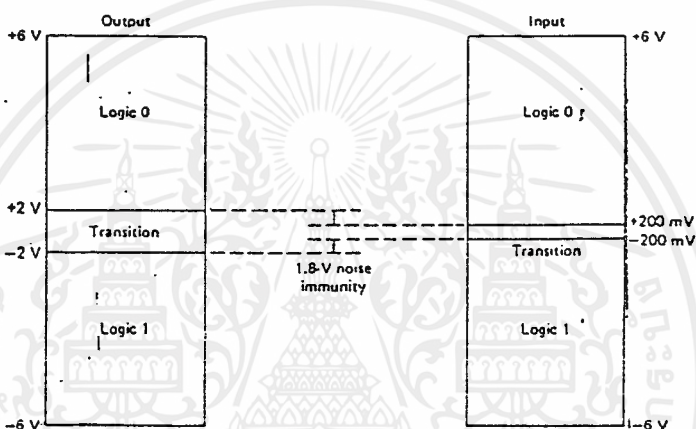 Output
Input
+6 V
+6 V
Logic 0
Logic 0
+2 V
+200 mV
Transition
-200 mV
Transition
-2 V
1.8-V noise
immunity
Logic 1
Logic 1
-6 V
-6 V